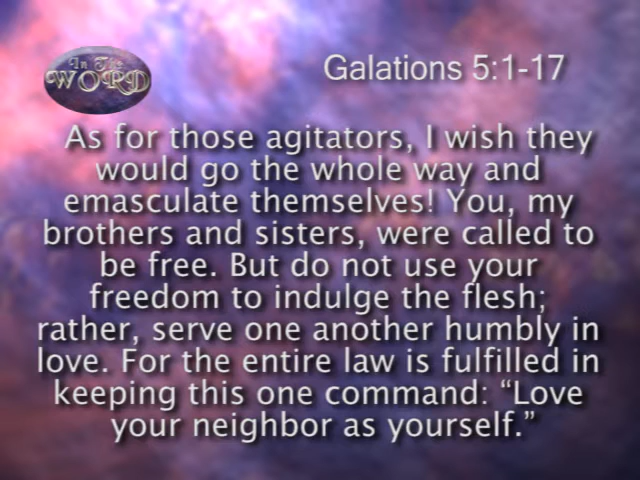 In The
WORD
Galations 5:1-17
As for those agitators, I wish they
would go the whole way and
emasculate themselves! You, my
brothers and sisters, were called to
be free. But do not use your
freedom to indulge the flesh;
rather, serve one another humbly in
love. For the entire law is fulfilled in
keeping this one command: “Love
your neighbor as yourself.”